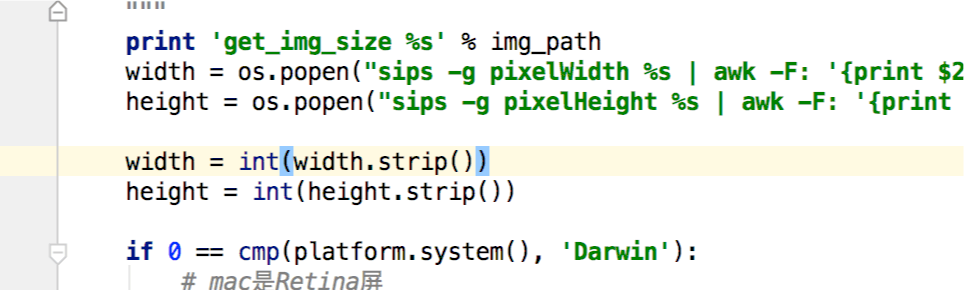 """
print 'get_img_size %s' % img_path
width = os.popen("sips -g pixelWidth %s | awk -F: '{print $2
height = os.popen("sips -g pixelHeight %s | awk -F: '{print
width = int(width.strip())
height = int(height.strip())
if 0 == cmp(platform.system(), 'Darwin'):
# mac是Retina屏